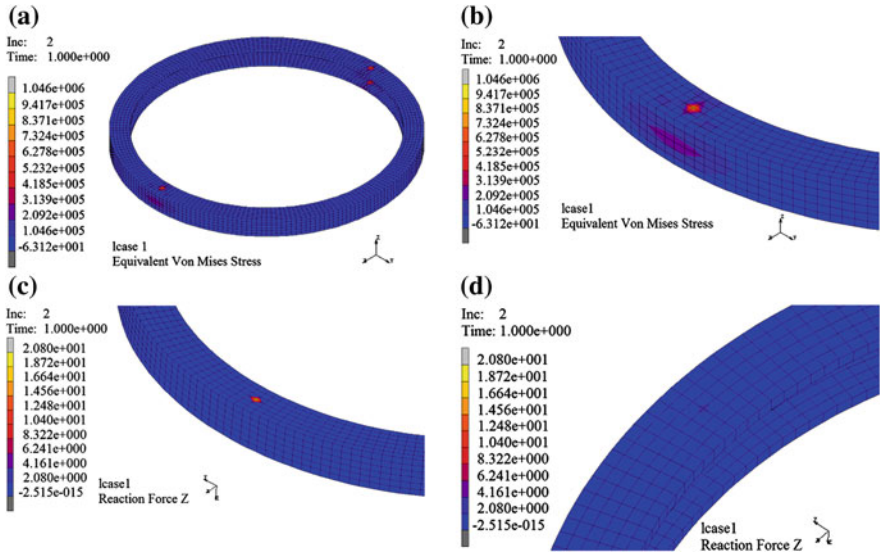 (a)
Inc: 2
Time: 1.000e+000
1.046e+006
9.417e+005
8.371e+005
7.324e+005
6.278e+005
5.232e+005
4.185e+005
3.139e+005
2.092e+005
1.046e+005
-6.312e+001
lcase 1
Equivalent Von Mises Stress
(b)
Inc: 2
Time: 1.000+000
1.046e+006
9.417e+005
8.371e+005
7.324e+005
6.278e+005
5.232e+005
4.185e+005
3.139e+005
2.092e+005
1.046e+005
-6.312e+001
lcase1
Equivalent Von Mises Stress
(c)
Inc: 2
Time: 1.000e+000
2.080e+001
1.872e+001
1.664e+001
1.456e+001
1.248e+001
1.040e+001
8.322e+000
6.241e+000
4.161e+000
2.080e+000
-2.515e-015
lcase1
Reaction Force Z
(d)
Inc: 2
Time: 1.000e+000
2.080e+001
1.872e+001
1.664e+001
1.456e+001
1.248e+001
1.040e+001
8.322e+000
6.241e+000
4.161e+000
2.080e+000
-2.515e-015
lcase1
Reaction Force Z